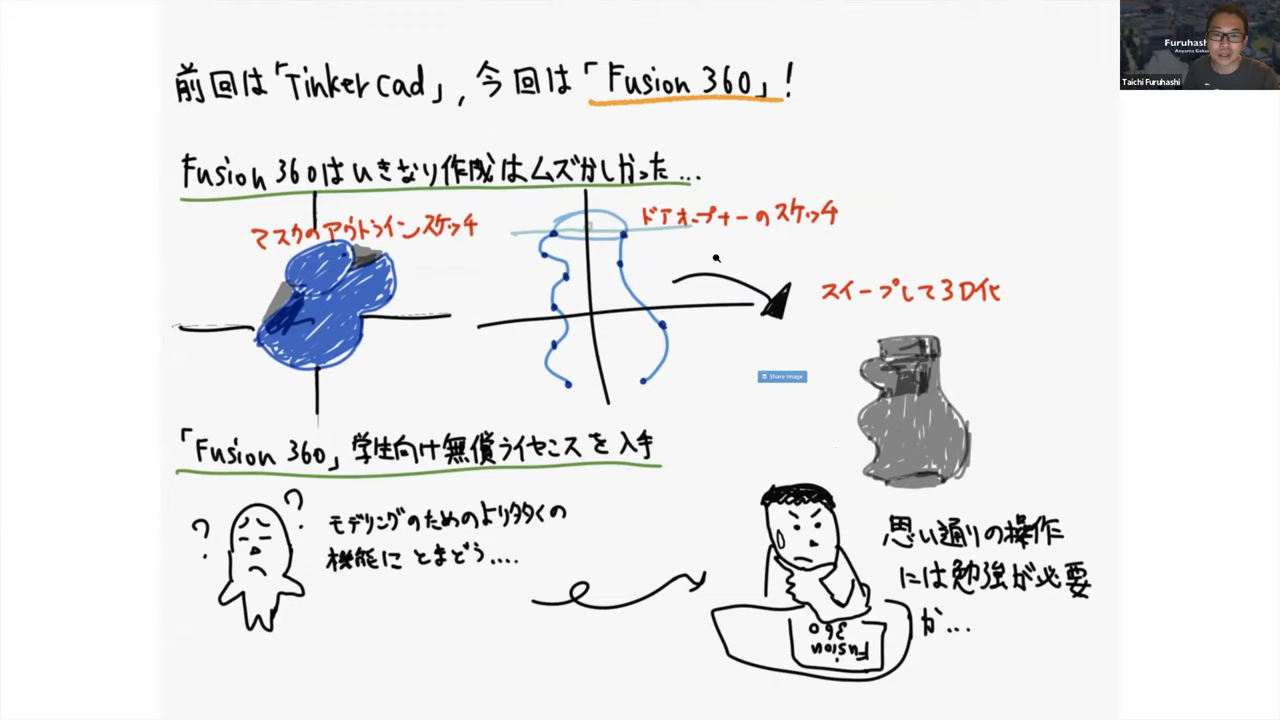 前回は「Tinker cad」, 今回は「Fusion 360」!
Fusion 360はいきなり作成はムズかしかった...
マスクのアウトラインスケッチ
ドアオープナーのスケッチ
スイープして3D化
Share Image
「Fusion 360」学生向け無償ライセンスを入手
? ?
モデリングのためのより多くの
機能に とまどう....
思い通りの操作
には勉強が必要
か...
Fusion
360
Furuhash
Aoyama Gakui
Taichi Furuhashi